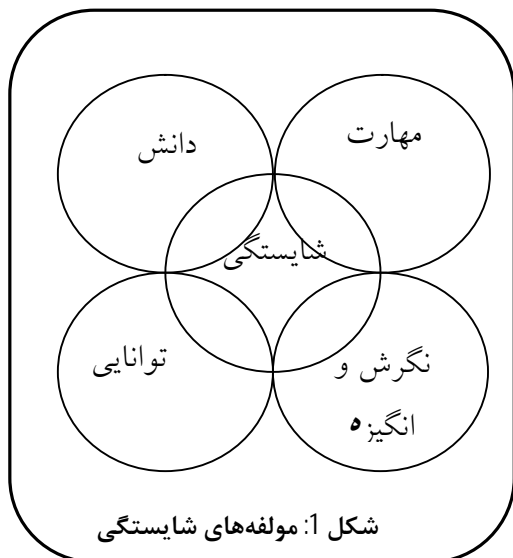 مهارت
دانش
شایستگی
توانایی
نگرش و
انگیزه
شکل 1: مولفه‌های شایستگی